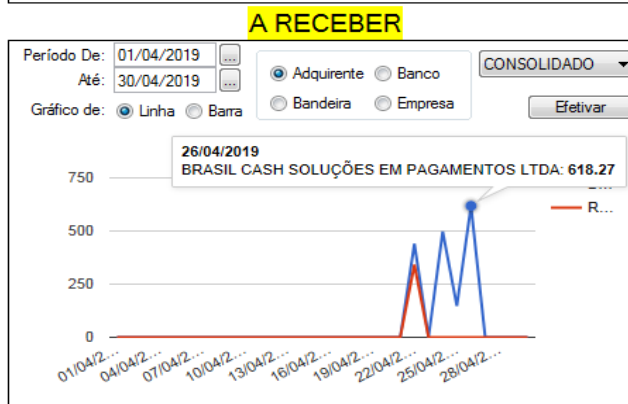 A RECEBER
Período De: 01/04/2019 ...
Até: 30/04/2019 ...
Gráfico de: Linha Barra
Adquirente Banco
Bandeira Empresa
CONSOLIDADO
Efetivar
26/04/2019
BRASIL CASH SOLUÇÕES EM PAGAMENTOS LTDA: 618.27
R...
750
500
250
0
01/04/2... 04/04/2... 07/04/2... 10/04/2... 13/04/2... 16/04/2... 19/04/2... 22/04/2... 25/04/2... 28/04/2...